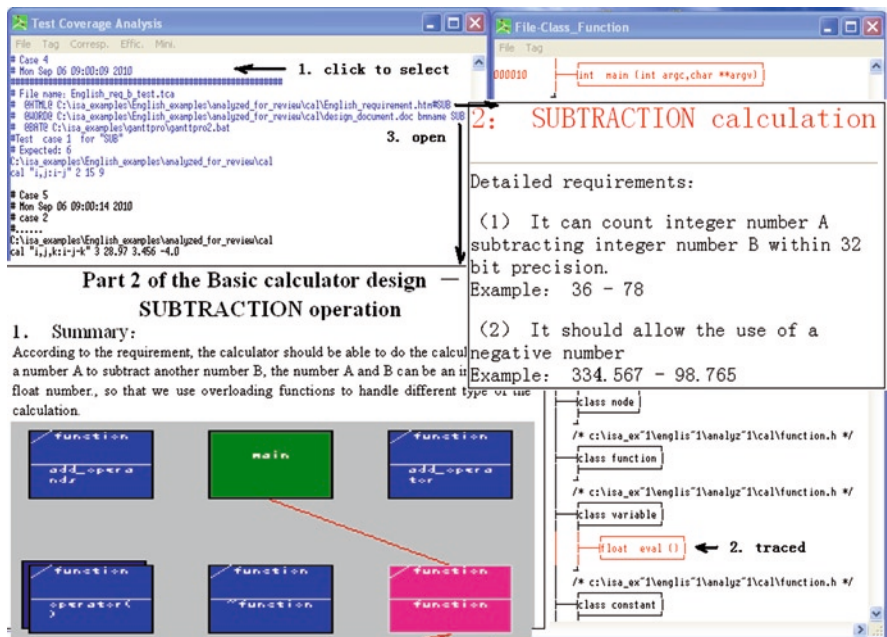 Test Coverage Analysis
File Tag Corresp. Effic. Mini.
# Case 4
# Mon Sep 06 09:00:09 2010
1. click to select
# File name: English_req_b_test.tca
# @HTML@ C:\isa_examples\English_examples\analyzed_for_review\cal\English_requirement.htm#SUB
# @WORD@ C:\isa_examples\English_examples\analyzed_for_review\cal\design_document.doc bmname SUB
# @BAT@ C:\isa_examples\ganttpro\ganttpro2.bat
#Test case 1 for "SUB"
3. open
# Expected: 6
C:\isa_examples\English_examples\analyzed_for_review\cal
cal "i,j:i-j" 2 15 9
# Case 5
# Mon Sep 06 09:00:14 2010
# case 2
#......
C:\isa_examples\English_examples\analyzed_for_review\cal
cal "i,j,k:i-j-k" 3 28.97 3.456 -4.0
File-Class_Function
File Tag
000010
int main (int argc,char **argv)
2: SUBTRACTION calculation
Detailed requirements:
(1) It can count integer number A
subtracting integer number B within 32
bit precision.
Example: 36 - 78
(2) It should allow the use of a
negative number
Example: 334.567 - 98.765
Part 2 of the Basic calculator design —
SUBTRACTION operation
1. Summary:
According to the requirement, the calculator should be able to do the
a number A to subtract another number B, the number A and B can be an
float number., so that we use overloading functions to handle different type of the
calculation.
function
add_opera
nds
main
function
add_opera
tor
function
operator(
)
function
~function
function
function
class node
/* c:\isa_ex~1\englis~1\analyz~1\cal\function.h */
class function
/* c:\isa_ex~1\englis~1\analyz~1\cal\function.h */
class variable
float eval ()
2. traced
/* c:\isa_ex~1\englis~1\analyz~1\cal\function.h */
class constant